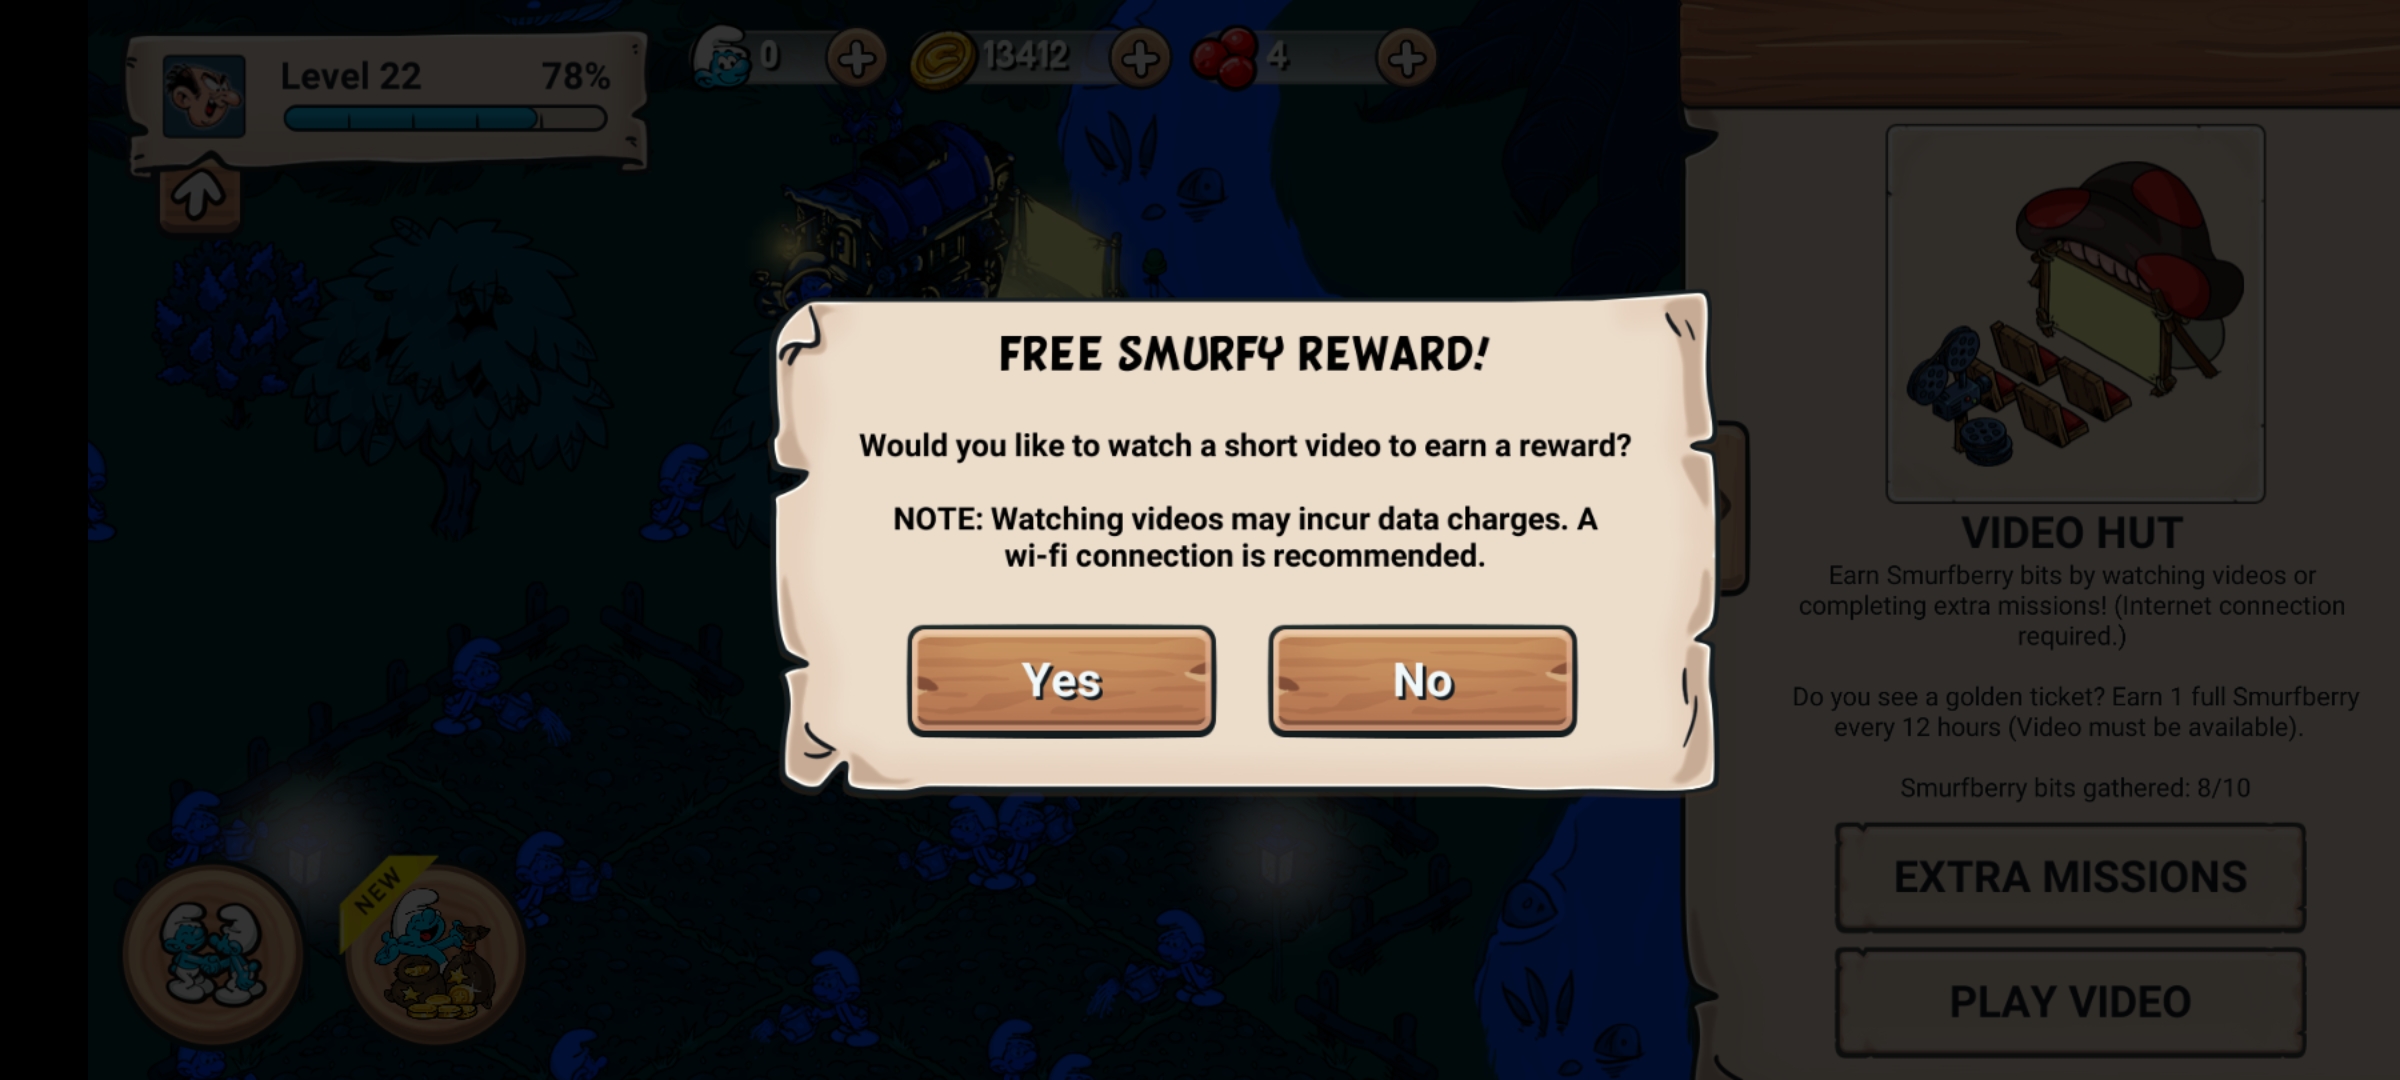 Level 22 78%
0
13412
4
FREE SMURFY REWARD!
Would you like to watch a short video to earn a reward?
NOTE: Watching videos may incur data charges. A
wi-fi connection is recommended.
Yes
No
NEW
VIDEO HUT
Earn Smurfberry bits by watching videos or
completing extra missions! (Internet connection
required.)
Do you see a golden ticket? Earn 1 full Smurfberry
every 12 hours (Video must be available).
Smurfberry bits gathered: 8/10
EXTRA MISSIONS
PLAY VIDEO